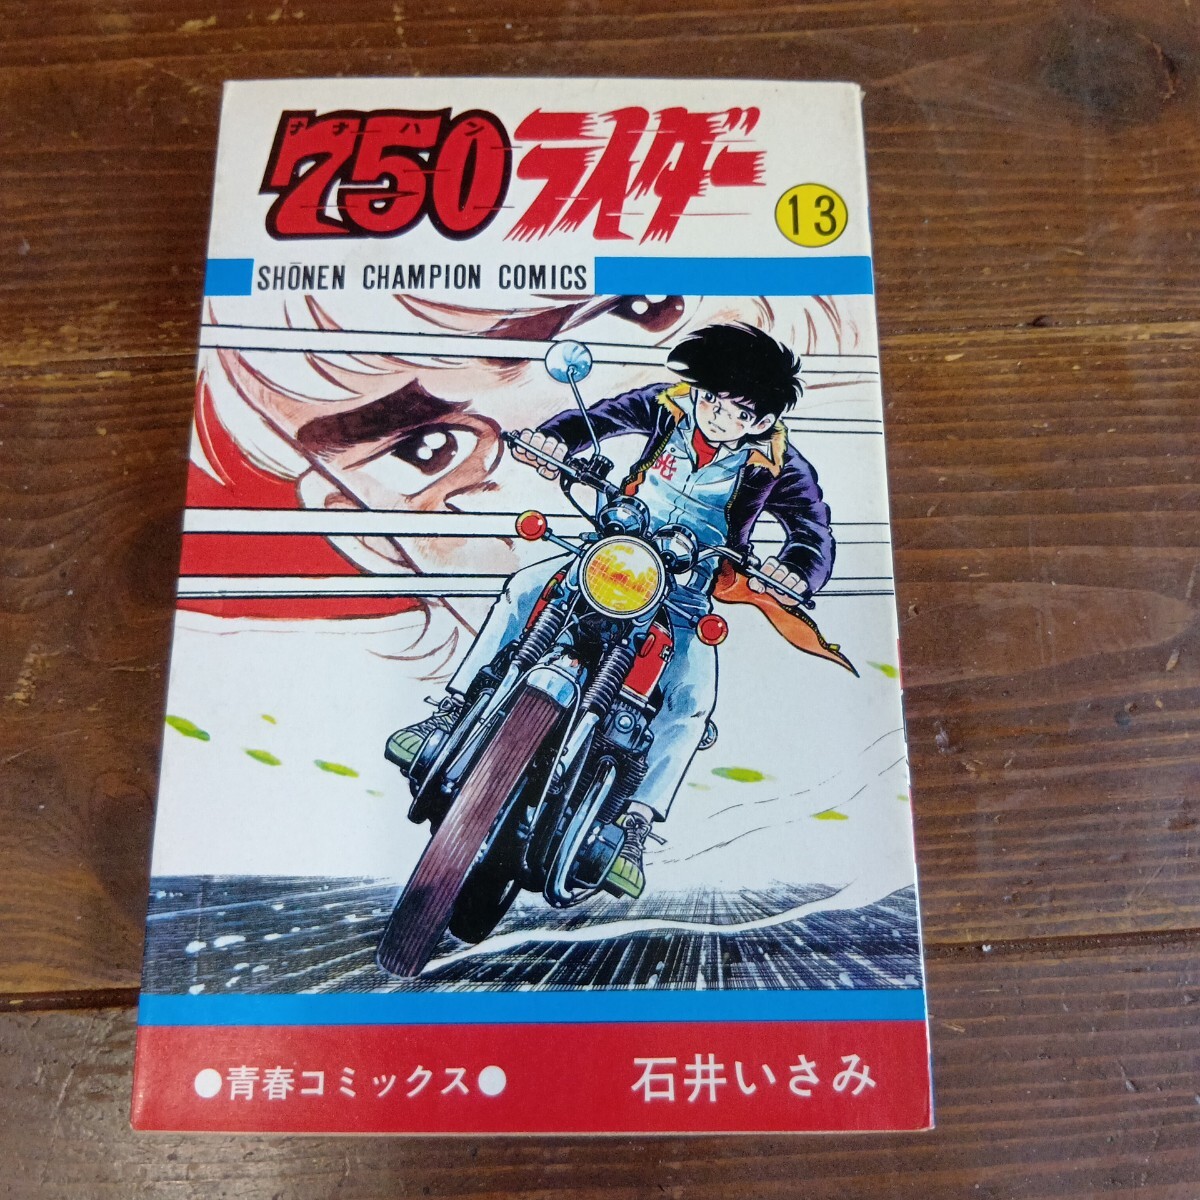 ナナハン
750ライダー
13
SHŌNEN CHAMPION COMICS
●青春コミックス●
石井いさみ